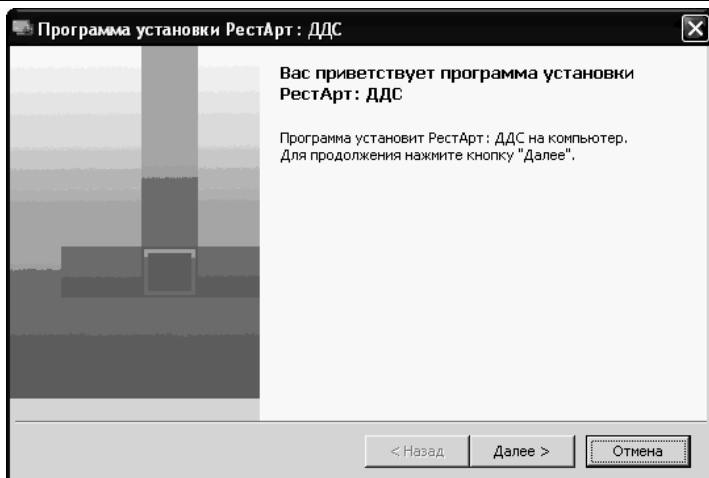 Программа установки РестАрт: ДДС
Вас приветствует программа установки
РестАрт: ДДС
Программа установит РестАрт: ДДС на компьютер.
Для продолжения нажмите кнопку "Далее".
< Назад
Далее >
Отмена